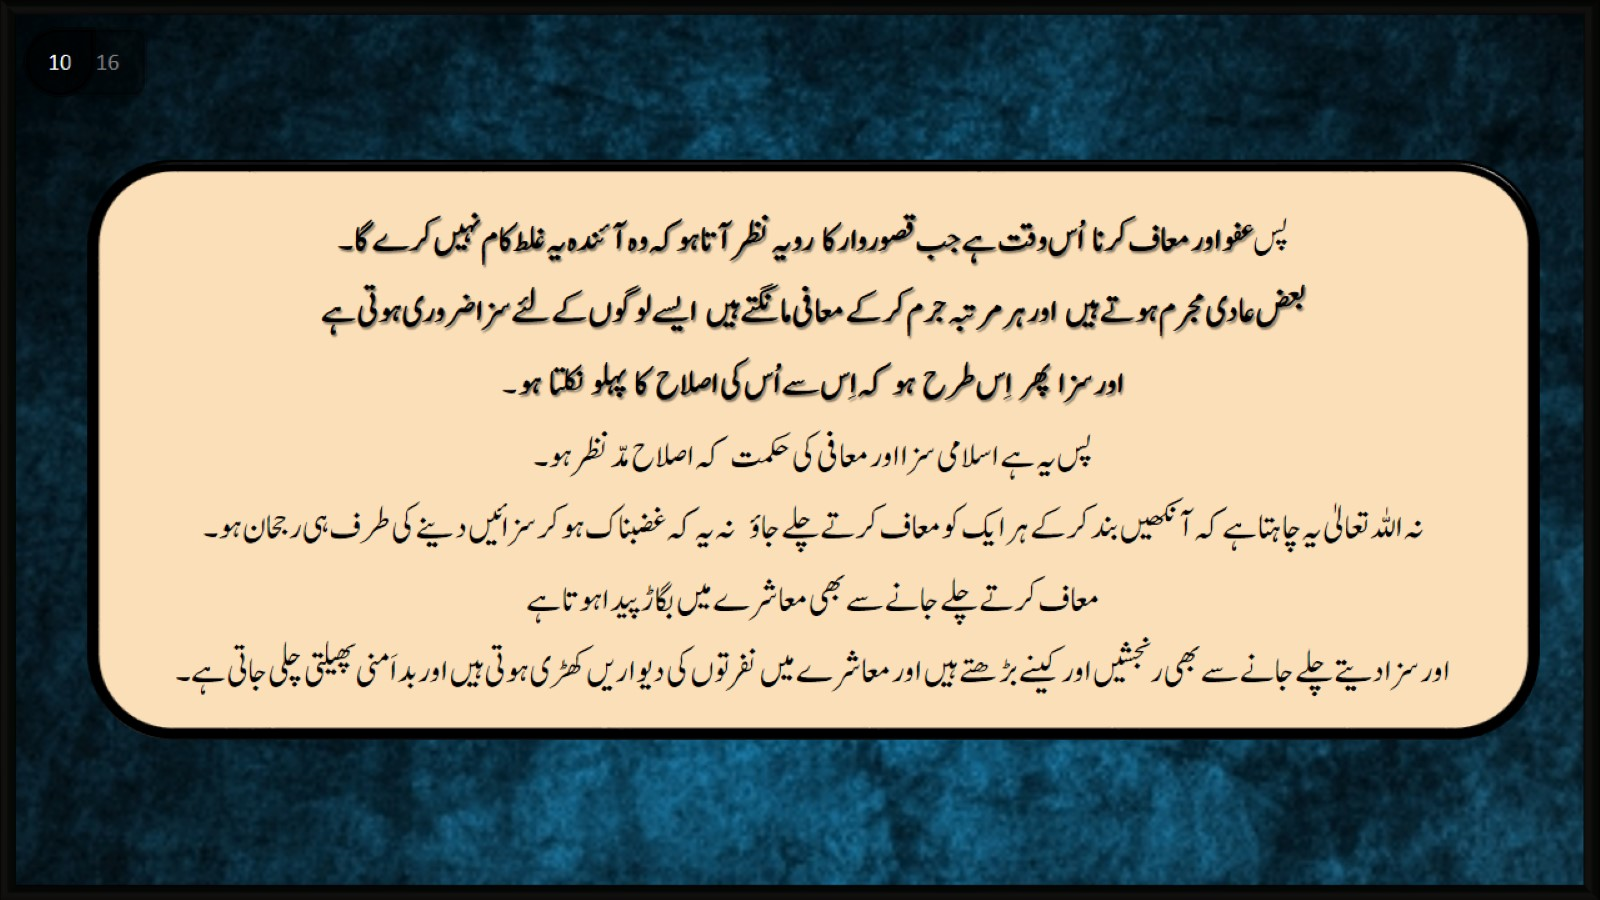 10 16
پس عفو اور معاف کرنا اُس وقت ہے جب قصوروار کا رویہ نظر آتا ہو کہ وہ آئندہ یہ غلط کام نہیں کرے گا۔
بعض عادی مجرم ہوتے ہیں اور ہر مرتبہ جرم کر کے معافی مانگتے ہیں ایسے لوگوں کے لئے سزا ضروری ہوتی ہے
اور سزا پھر اِس طرح ہو کہ اِس سے اُس کی اصلاح کا پہلو نکلتا ہو۔
پس یہ ہے اسلامی سزا اور معافی کی حکمت کہ اصلاح مدّ نظر ہو۔
نہ اللہ تعالیٰ یہ چاہتا ہے کہ آنکھیں بند کر کے ہر ایک کو معاف کرتے چلے جاؤ نہ یہ کہ غضبناک ہو کر سزائیں دینے کی طرف ہی رجحان ہو۔
معاف کرتے چلے جانے سے بھی معاشرے میں بگاڑ پیدا ہوتا ہے
اور سزا دیتے چلے جانے سے بھی رنجشیں اور کینے بڑھتے ہیں اور معاشرے میں نفرتوں کی دیواریں کھڑی ہوتی ہیں اور بد اَمنی پھیلتی چلی جاتی ہے۔